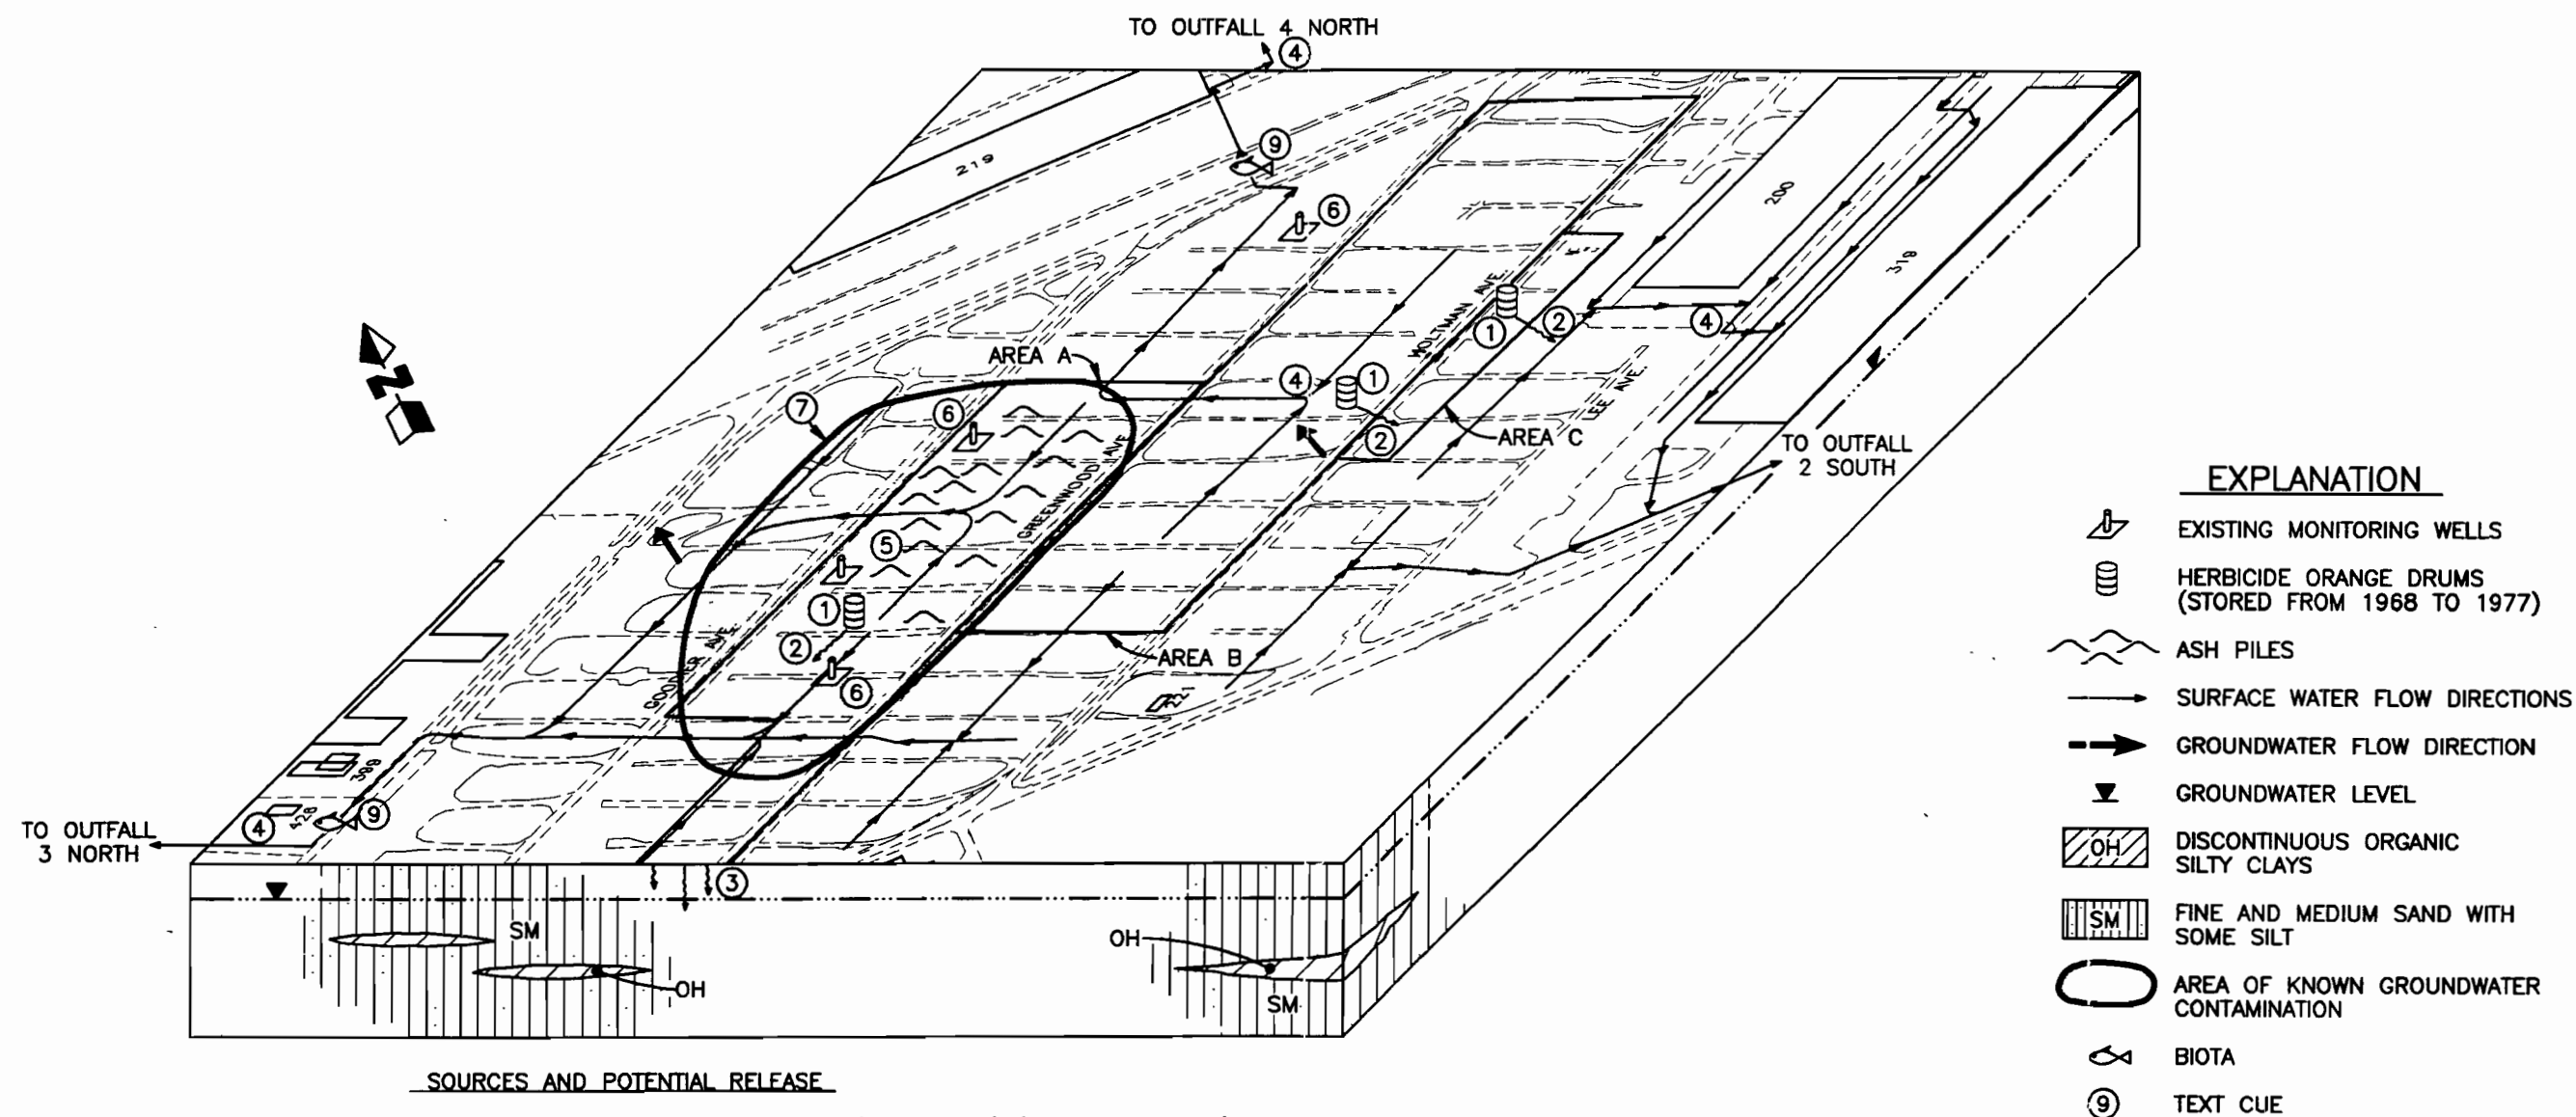 TO OUTFALL 4 NORTH
4
9
219
6
200
318
WOLTMAN AVE.
1
2
4
AREA A
7
4
1
LEE AVE.
6
2
AREA C
GREENWOOD AVE
TO OUTFALL
2 SOUTH
5
1
2
AREA B
6
389
428
4
9
TO OUTFALL
3 NORTH
3
SM
OH
OH
SM
SOURCES AND POTENTIAL RELEASE
EXPLANATION
EXISTING MONITORING WELLS
HERBICIDE ORANGE DRUMS
(STORED FROM 1968 TO 1977)
ASH PILES
SURFACE WATER FLOW DIRECTIONS
GROUNDWATER FLOW DIRECTION
GROUNDWATER LEVEL
OH
DISCONTINUOUS ORGANIC
SILTY CLAYS
SM
FINE AND MEDIUM SAND WITH
SOME SILT
AREA OF KNOWN GROUNDWATER
CONTAMINATION
BIOTA
9
TEXT CUE